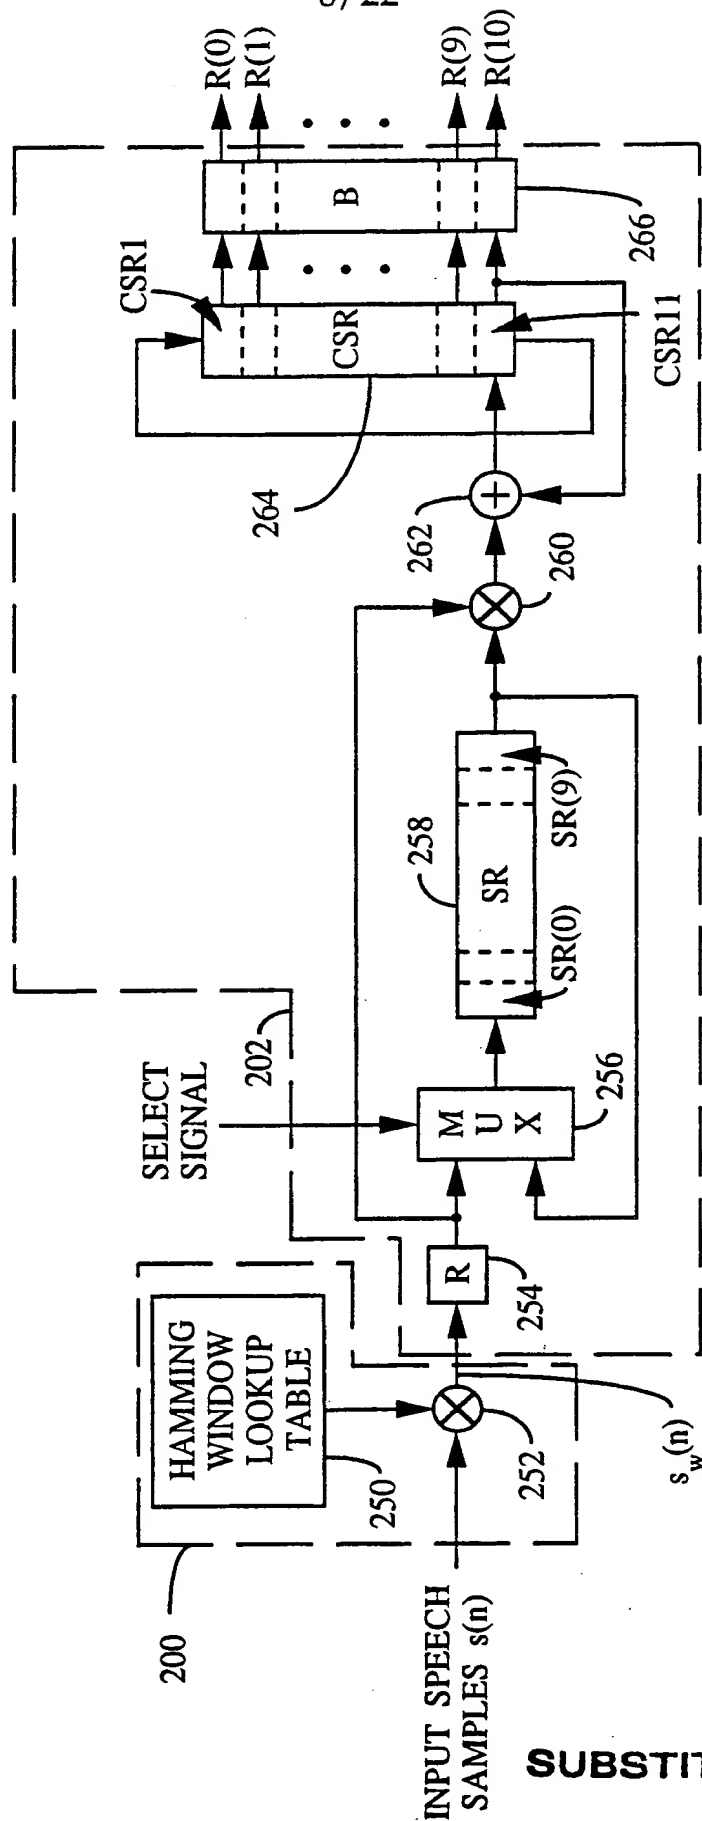 6/22
200
HAMMING
WINDOW
LOOKUP
TABLE
250
INPUT SPEECH
SAMPLES s(n)
252
s_w(n)
R
254
SELECT
SIGNAL
202
M
U
X
256
258
SR
SR(0)
SR(9)
260
262
264
CSR1
CSR
CSR11
B
266
R(0)
R(1)
R(9)
R(10)
SUBSTIT